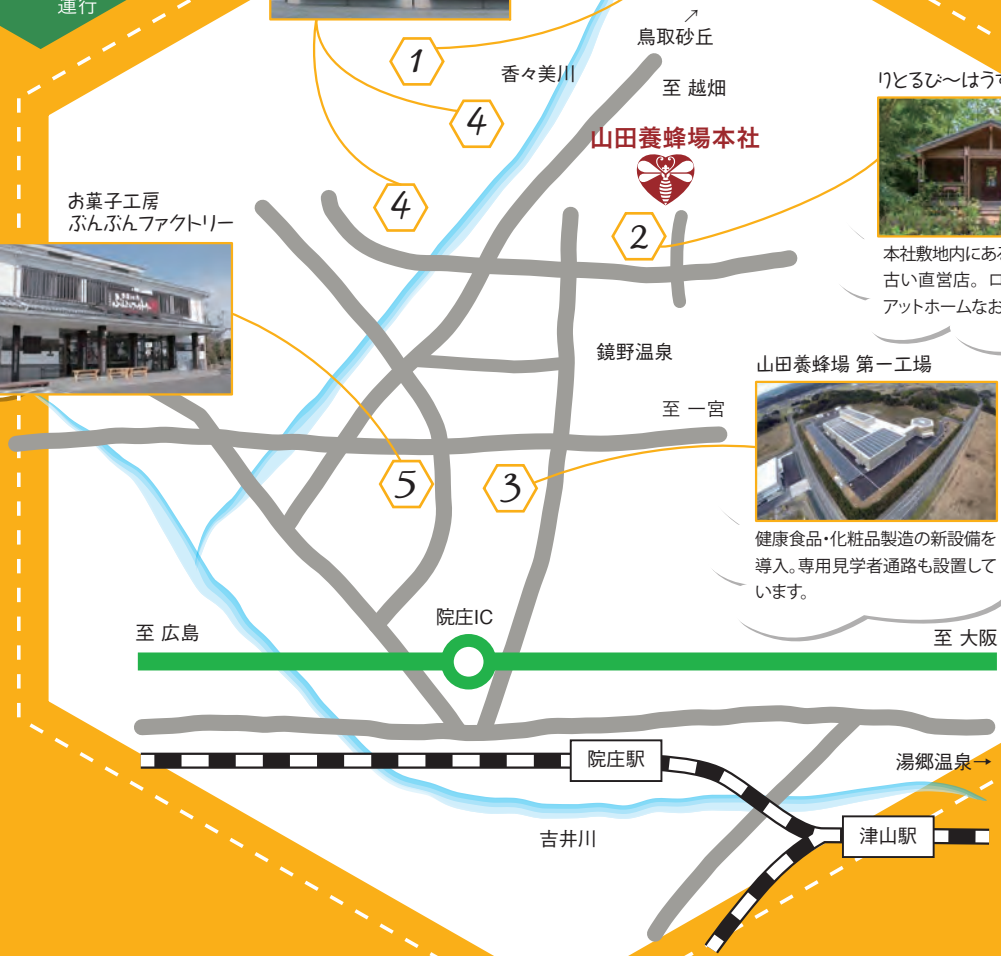 運行
↗
鳥取砂丘
1
香々美川
至 越畑
4
山田養蜂場本社
りとるび〜はうす
お菓子工房
ぶんぶんファクトリー
4
2
本社敷地内にある
古い直営店。ロ
アットホームなお
鏡野温泉
山田養蜂場 第一工場
至 一宮
5
3
健康食品・化粧品製造の新設備を
導入。専用見学者通路も設置して
います。
院庄IC
至 広島
至 大阪
院庄駅
湯郷温泉→
吉井川
津山駅